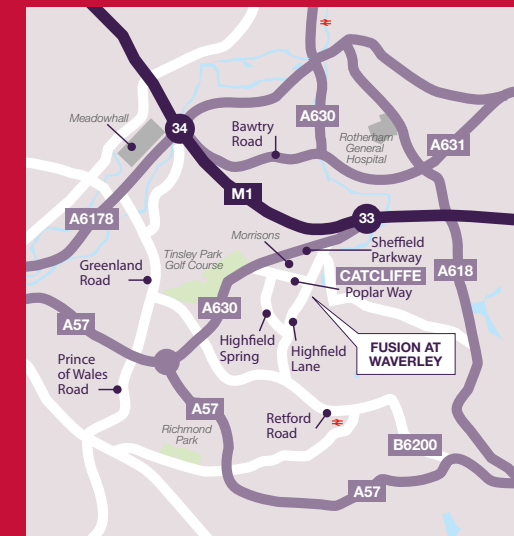 A630
Meadowhall
34
Bawtry
Road
Rotherham
General
Hospital
A631
M1
A6178
33
Morrisons
Sheffield
Parkway
Tinsley Park
Golf Course
Greenland
Road
CATCLIFFE
A618
Poplar Way
A630
A57
Highfield
Spring
Highfield
Lane
FUSION AT
WAVERLEY
Prince
of Wales
Road
A57
Retford
Road
Richmond
Park
B6200
A57